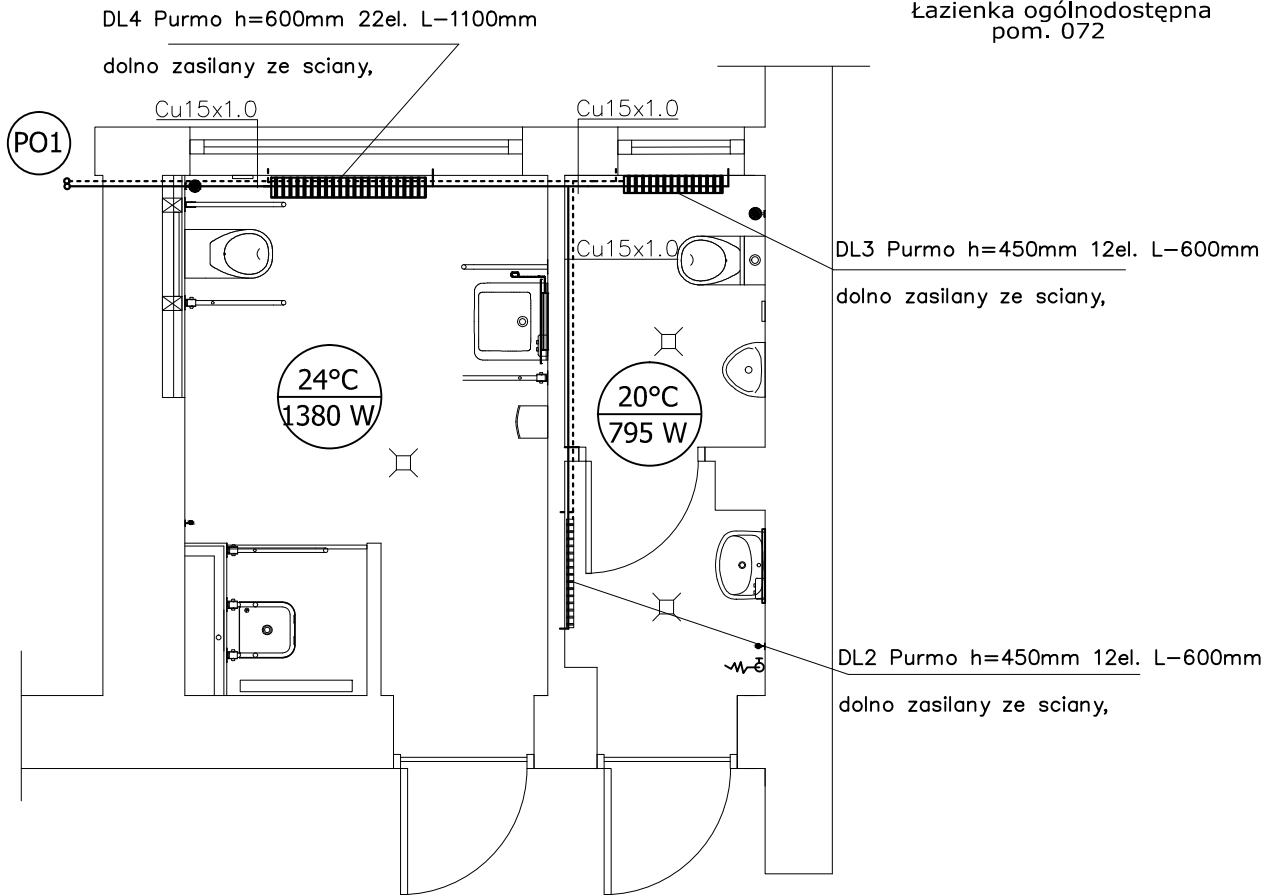 DL4 Purmo h=600mm 22el. L-1100mm
dolno zasilany ze sciany,
Łazienka ogólnodostępna
pom. 072
Cu15x1.0
Cu15x1.0
PO1
Cu15x1.0
DL3 Purmo h=450mm 12el. L-600mm
dolno zasilany ze sciany,
24°C
1380 W
20°C
795 W
DL2 Purmo h=450mm 12el. L-600mm
dolno zasilany ze sciany,